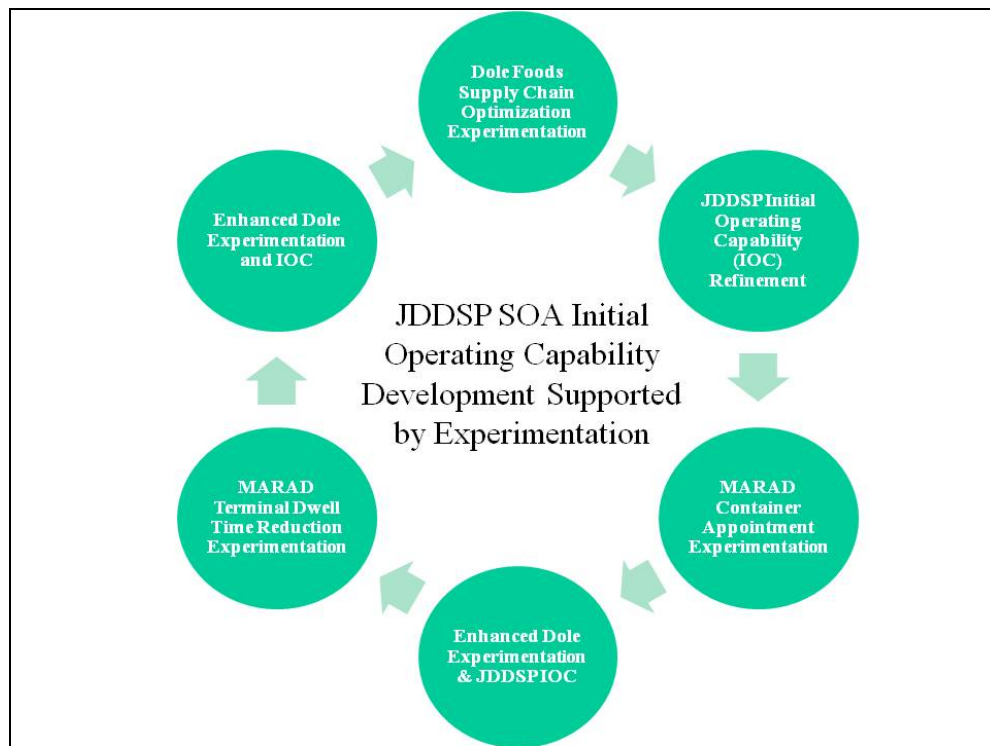 Dole Foods
Supply Chain
Optimization
Experimentation
JDDSP Initial
Operating
Capability
(IOC)
Refinement
MARAD
Container
Appointment
Experimentation
Enhanced Dole
Experimentation
& JDDSP IOC
MARAD
Terminal Dwell
Time Reduction
Experimentation
Enhanced Dole
Experimentation
and IOC
JDDSP SOA Initial
Operating Capability
Development Supported
by Experimentation